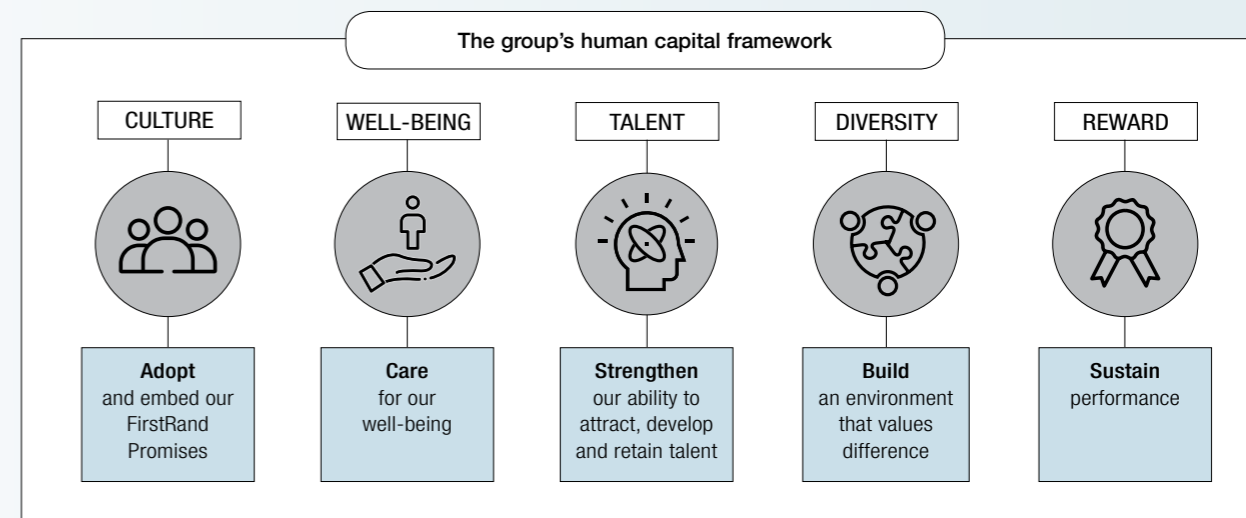 The group's human capital framework
CULTURE
Adopt
and embed our
FirstRand
Promises
WELL-BEING
Care
for our
well-being
TALENT
Strengthen
our ability to
attract, develop
and retain talent
DIVERSITY
Build
an environment
that values
difference
REWARD
Sustain
performance